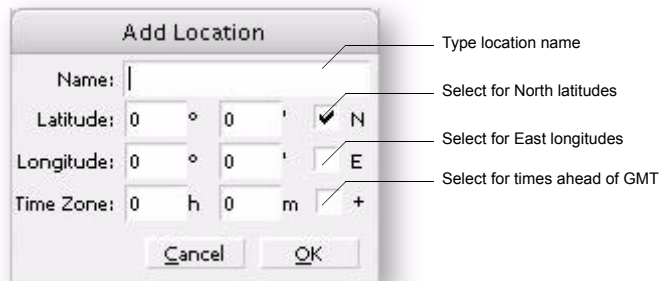 Add Location
Type location name
Name:
Select for North latitudes
Latitude: 0 ° 0 ' N
Select for East longitudes
Longitude: 0 ° 0 ' E
Select for times ahead of GMT
Time Zone: 0 h 0 m +
Cancel OK